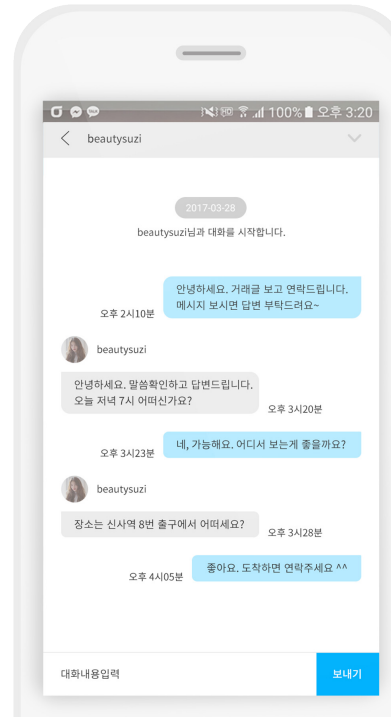 100% 오후 3:20
beautysuzi
2017-03-28
beautysuzi님과 대화를 시작합니다.
안녕하세요. 거래글 보고 연락드립니다.
메시지 보시면 답변 부탁드려요~
오후 2시10분
beautysuzi
안녕하세요. 말씀확인하고 답변드립니다.
오늘 저녁 7시 어떠신가요?
오후 3시20분
네, 가능해요. 어디서 보는게 좋을까요?
오후 3시23분
beautysuzi
장소는 신사역 8번 출구에서 어떠세요?
오후 3시28분
좋아요. 도착하면 연락주세요 ^^
오후 4시05분
대화내용입력
보내기